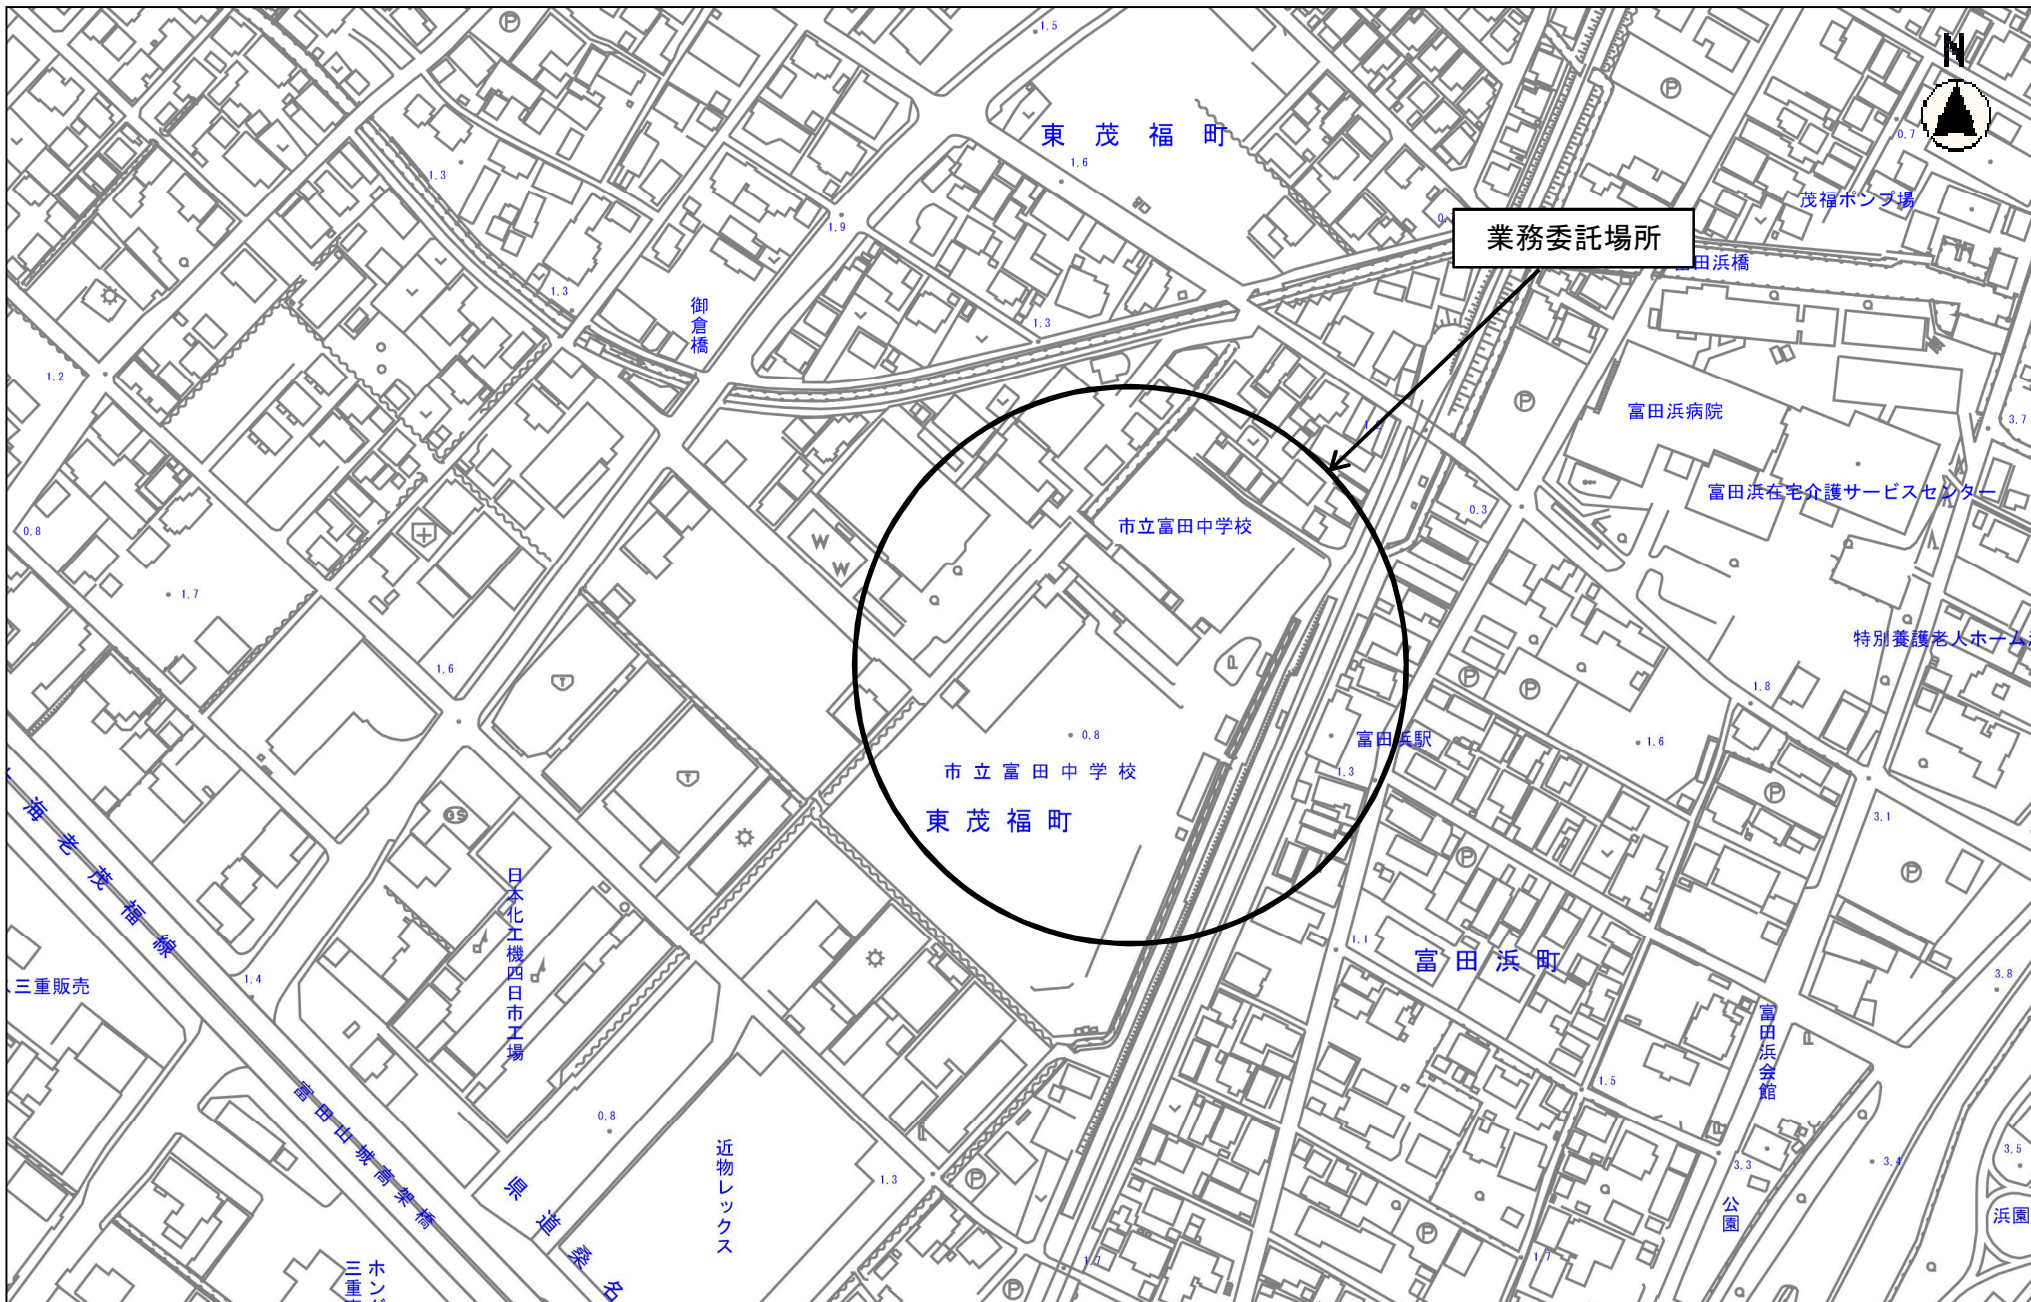 1.5
N
東茂福町
1.6
0.7
1.3
茂福ポンプ場
1.9
業務委託場所
田浜橋
1.3
御倉橋
1.3
1.2
富田浜病院
3.7
富田浜在宅介護サービスセンター
0.3
市立富田中学校
0.8
1.7
特別養護老人ホーム
1.6
1.8
0.8
富田浜駅
1.6
1.3
市立富田中学校
東茂福町
GS
3.1
海老茂福線
日本化工機四日市工場
1.1
富田浜町
3.8
三重販売
1.4
富田浜会館
1.5
富田山城高架橋
0.8
近物レックス
1.3
3.3
3.4
3.5
県道桑名
公園
浜園
1.7
1.7
ホン
三重